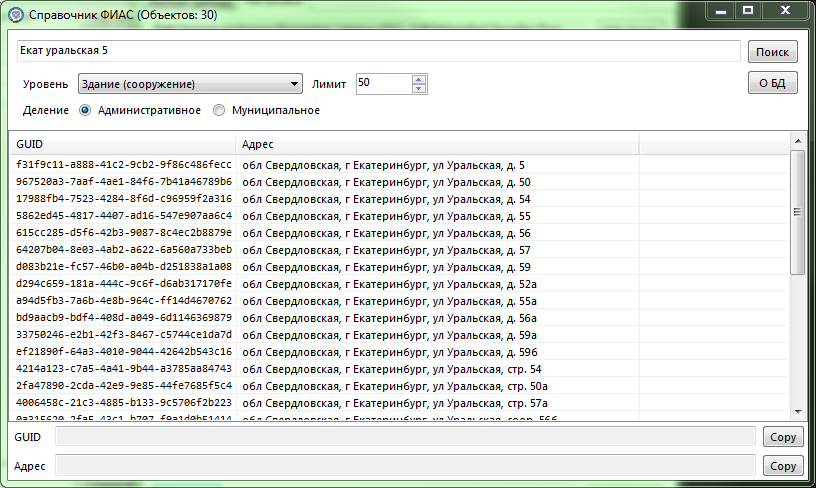 Справочник ФИАС (Объектов: 30)
Екат уральская 5
Поиск
Уровень Здание (сооружение) Лимит 50
О БД
Деление Административное Муниципальное
GUID Адрес
f31f9c11-a888-41c2-9cb2-9f86c486fecc обл Свердловская, г Екатеринбург, ул Уральская, д. 5
967520a3-7aaf-4ae1-84f6-7b41a46789b6 обл Свердловская, г Екатеринбург, ул Уральская, д. 50
17988fb4-7523-4284-8f6d-c96959f2a316 обл Свердловская, г Екатеринбург, ул Уральская, д. 54
5862ed45-4817-4407-ad16-547e907aa6c4 обл Свердловская, г Екатеринбург, ул Уральская, д. 55
615cc285-d5f6-42b3-9087-8c4ec2b8879e обл Свердловская, г Екатеринбург, ул Уральская, д. 56
64207b04-8e03-4ab2-a622-6a560a733beb обл Свердловская, г Екатеринбург, ул Уральская, д. 57
d083b21e-fc57-46b0-a04b-d251838a1a08 обл Свердловская, г Екатеринбург, ул Уральская, д. 59
d294c659-181a-444c-9c6f-d6ab317170fe обл Свердловская, г Екатеринбург, ул Уральская, д. 52а
a94d5fb3-7a6b-4e8b-964c-ff14d4670762 обл Свердловская, г Екатеринбург, ул Уральская, д. 55а
bd9aacb9-bdf4-408d-a049-6d1146369879 обл Свердловская, г Екатеринбург, ул Уральская, д. 56а
33750246-e2b1-42f3-8467-c5744ce1da7d обл Свердловская, г Екатеринбург, ул Уральская, д. 59а
ef21890f-64a3-4010-9044-42642b543c16 обл Свердловская, г Екатеринбург, ул Уральская, д. 59б
4214a123-c7a5-4a41-9b44-a3785aa84743 обл Свердловская, г Екатеринбург, ул Уральская, стр. 54
2fa47890-2cda-42e9-9e85-44fe7685f5c4 обл Свердловская, г Екатеринбург, ул Уральская, стр. 50а
4006458c-21c3-4885-b133-9c5706f2b223 обл Свердловская, г Екатеринбург, ул Уральская, стр. 57а
обл Свердловская, г Екатеринбург, ул Уральская, соор. 56б
GUID Copy
Адрес Copy